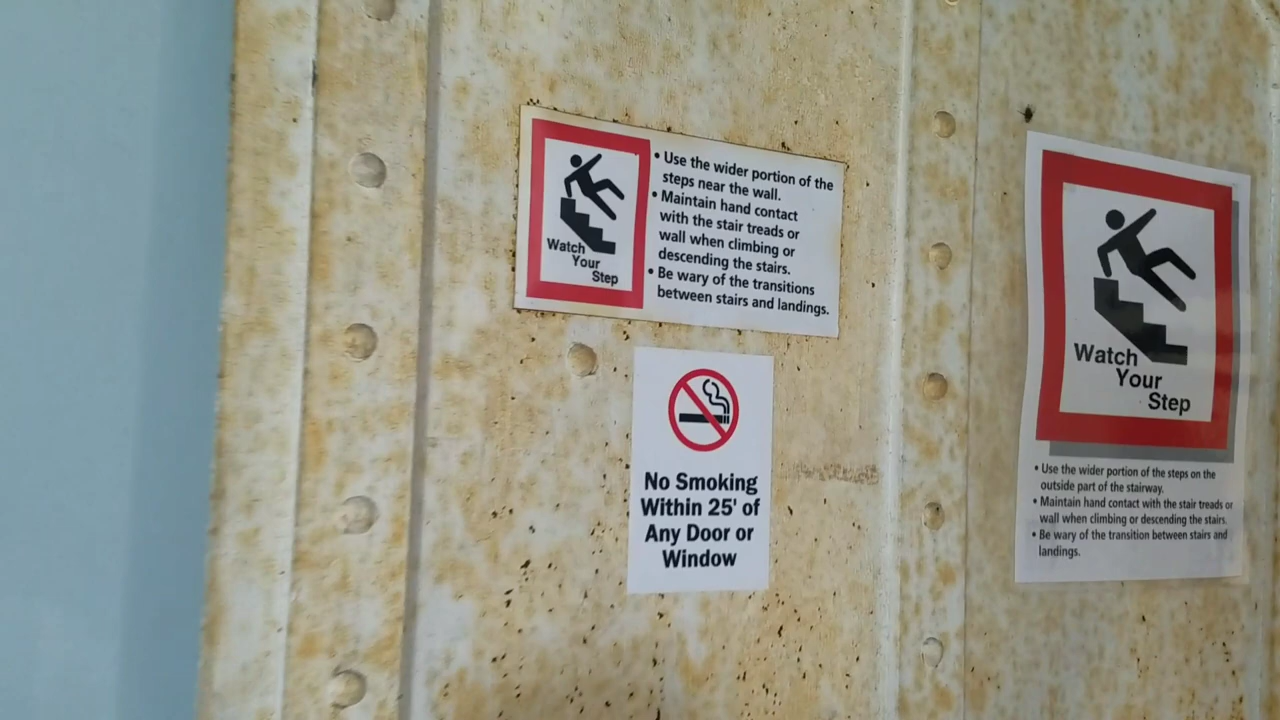 Watch
Your
Step
• Use the wider portion of the
steps near the wall.
• Maintain hand contact
with the stair treads or
wall when climbing or
descending the stairs.
• Be wary of the transitions
between stairs and landings.
No Smoking
Within 25' of
Any Door or
Window
Watch
Your
Step
• Use the wider portion of the steps on the
outside part of the stairway.
• Maintain hand contact with the stair treads or
wall when climbing or descending the stairs.
• Be wary of the transition between stairs and
landings.